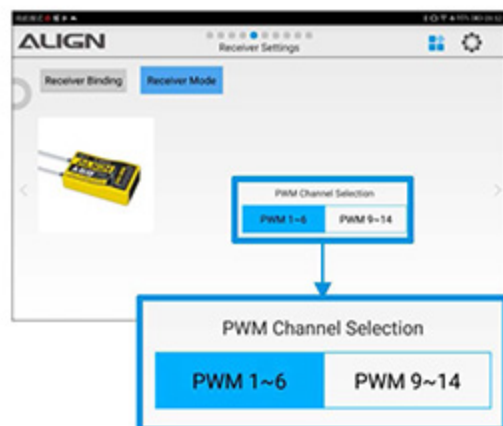 ALIGN
Receiver Settings
Receiver Binding
Receiver Mode
ALIGN
PWM Channel Selection
PWM 1~6
PWM 9~14
PWM Channel Selection
PWM 1~6
PWM 9~14